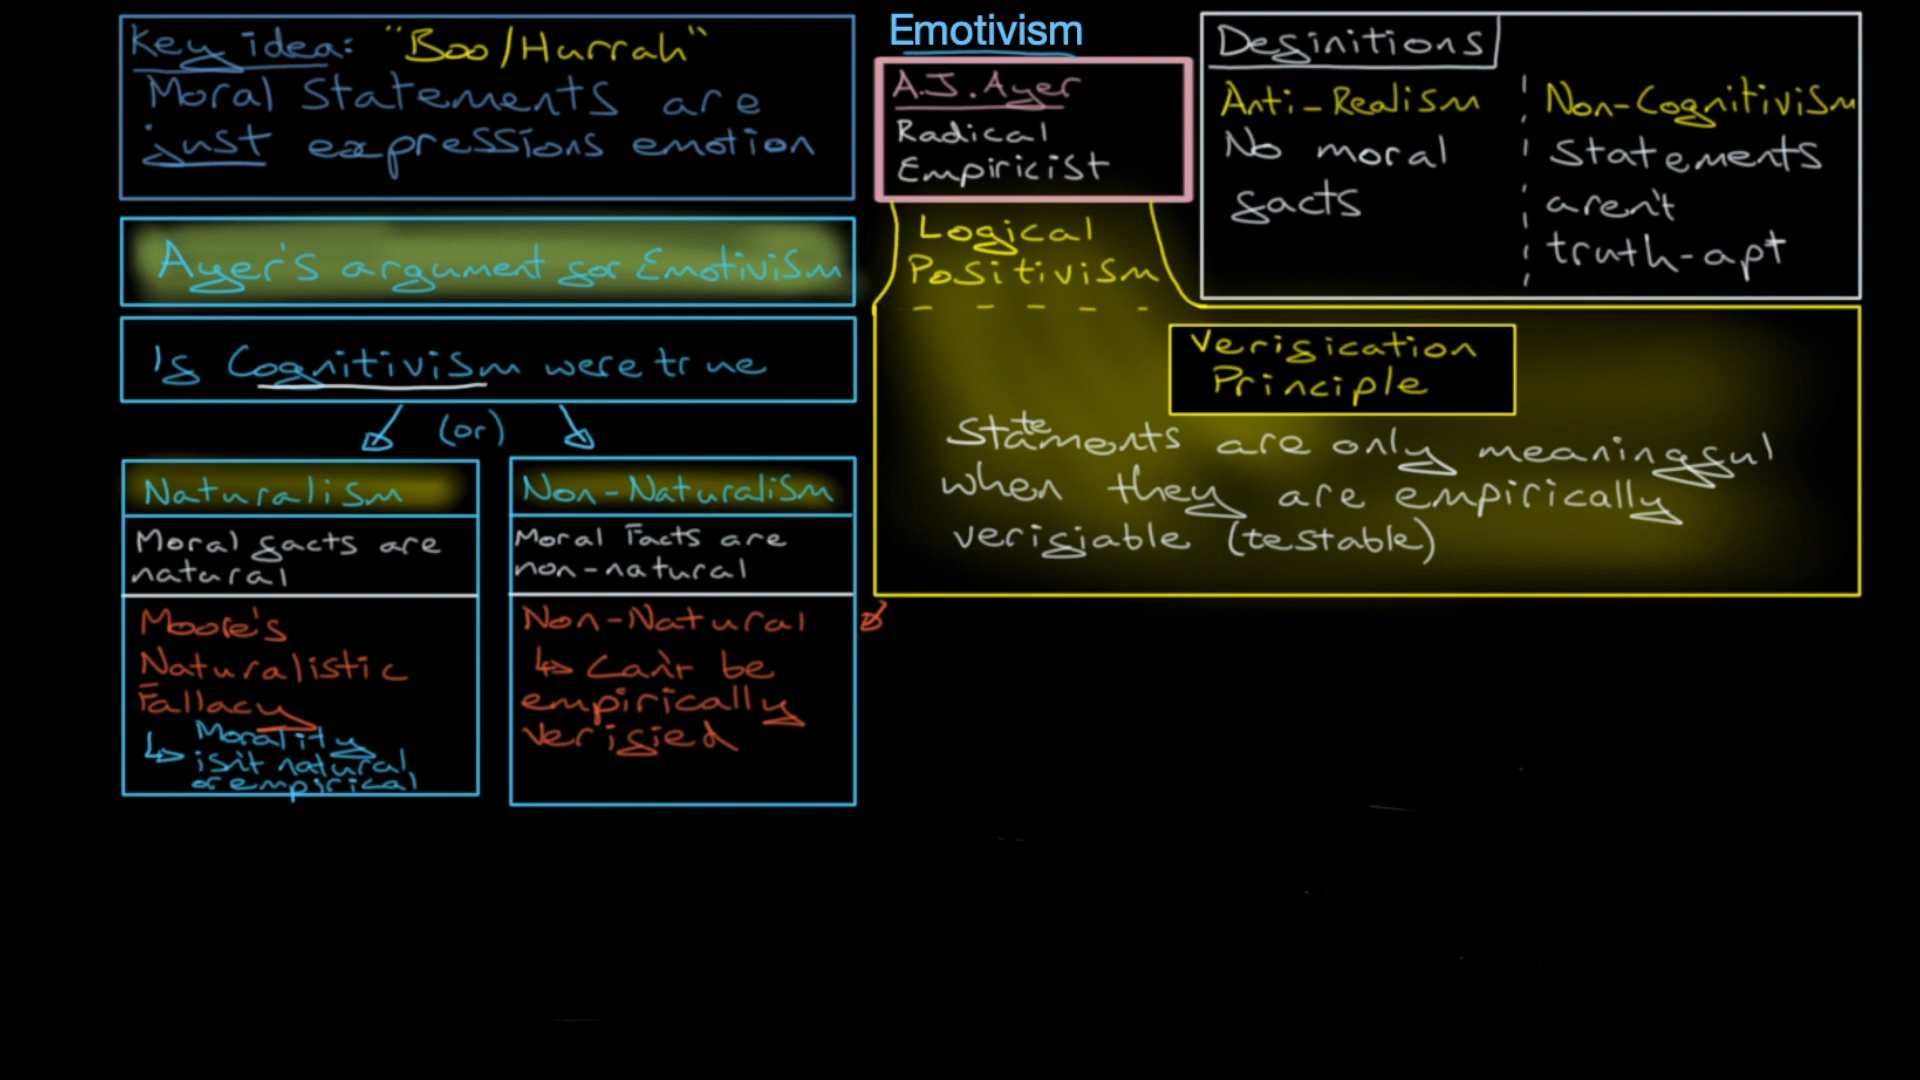 Emotivism
Key idea: "Boo/Hurrah"
Moral Statements are
just expressions emotion
A.J. Ayer
Radical
Empiricist
Definitions
Anti-Realism
No moral
facts
Non-Cognitivism
Statements
aren't
truth-apt
Ayer's argument for Emotivism
Logical
Positivism
If Cognitivism were true
(or)
Verification
Principle
Statements are only meaningful
when they are empirically
verifiable (testable)
Naturalism
Moral facts are
natural
Moore's
Naturalistic
Fallacy
↳ Morality
isn't natural
or empirical
Non-Naturalism
Moral Facts are
non-natural
Non-Natural
↳ Can't be
empirically
verified